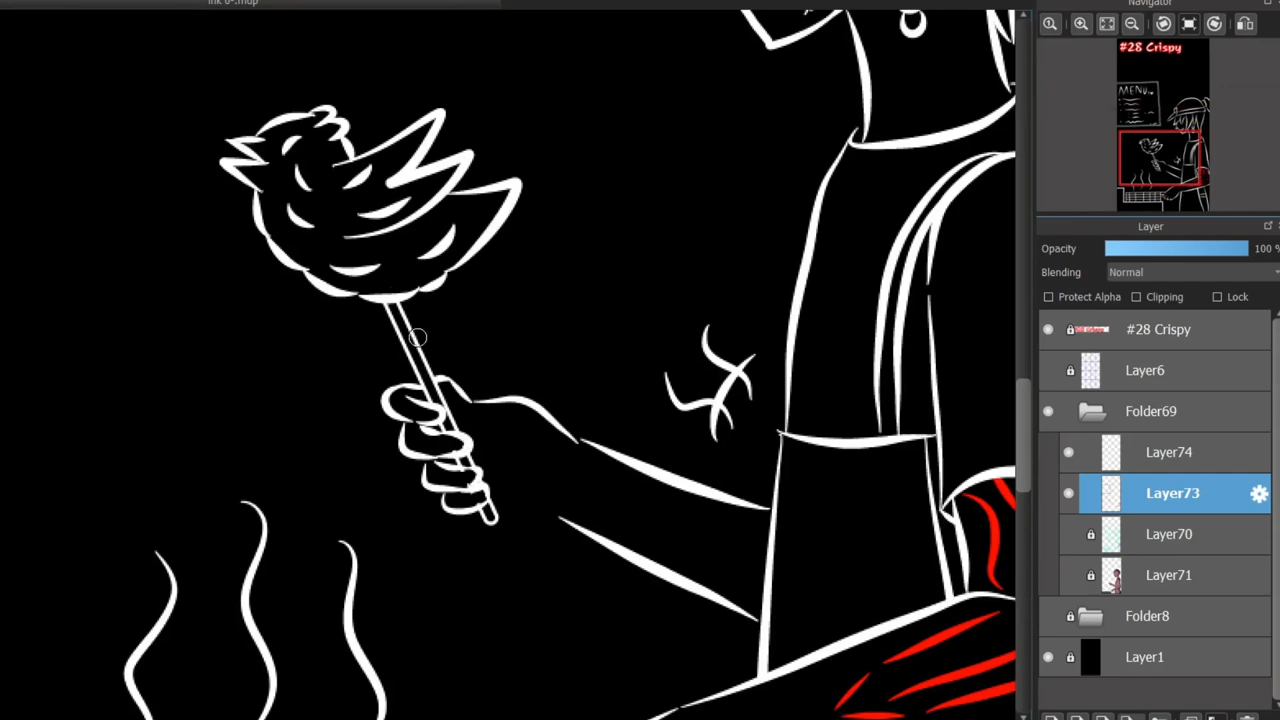 ink 6-.mdp
Navigator
#28 Crispy
MENU
Layer
Opacity 100 %
Blending Normal
Protect Alpha Clipping Lock
#28 Crispy
Layer6
Folder69
Layer74
Layer73
Layer70
Layer71
Folder8
Layer1